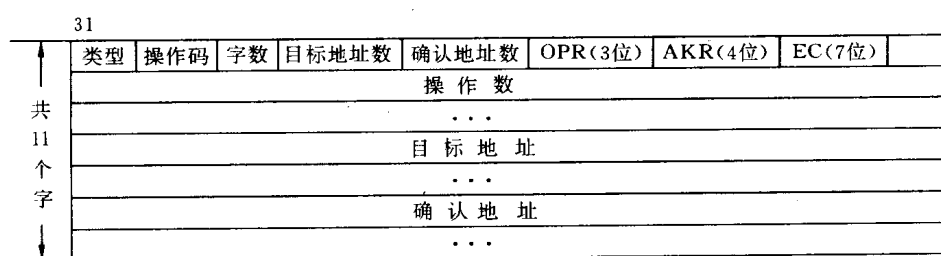 31
类型 操作码 字数 目标地址数 确认地址数 OPR(3位) AKR(4位) EC(7位)
操作数
...
目标地址
...
确认地址
...
共11个字